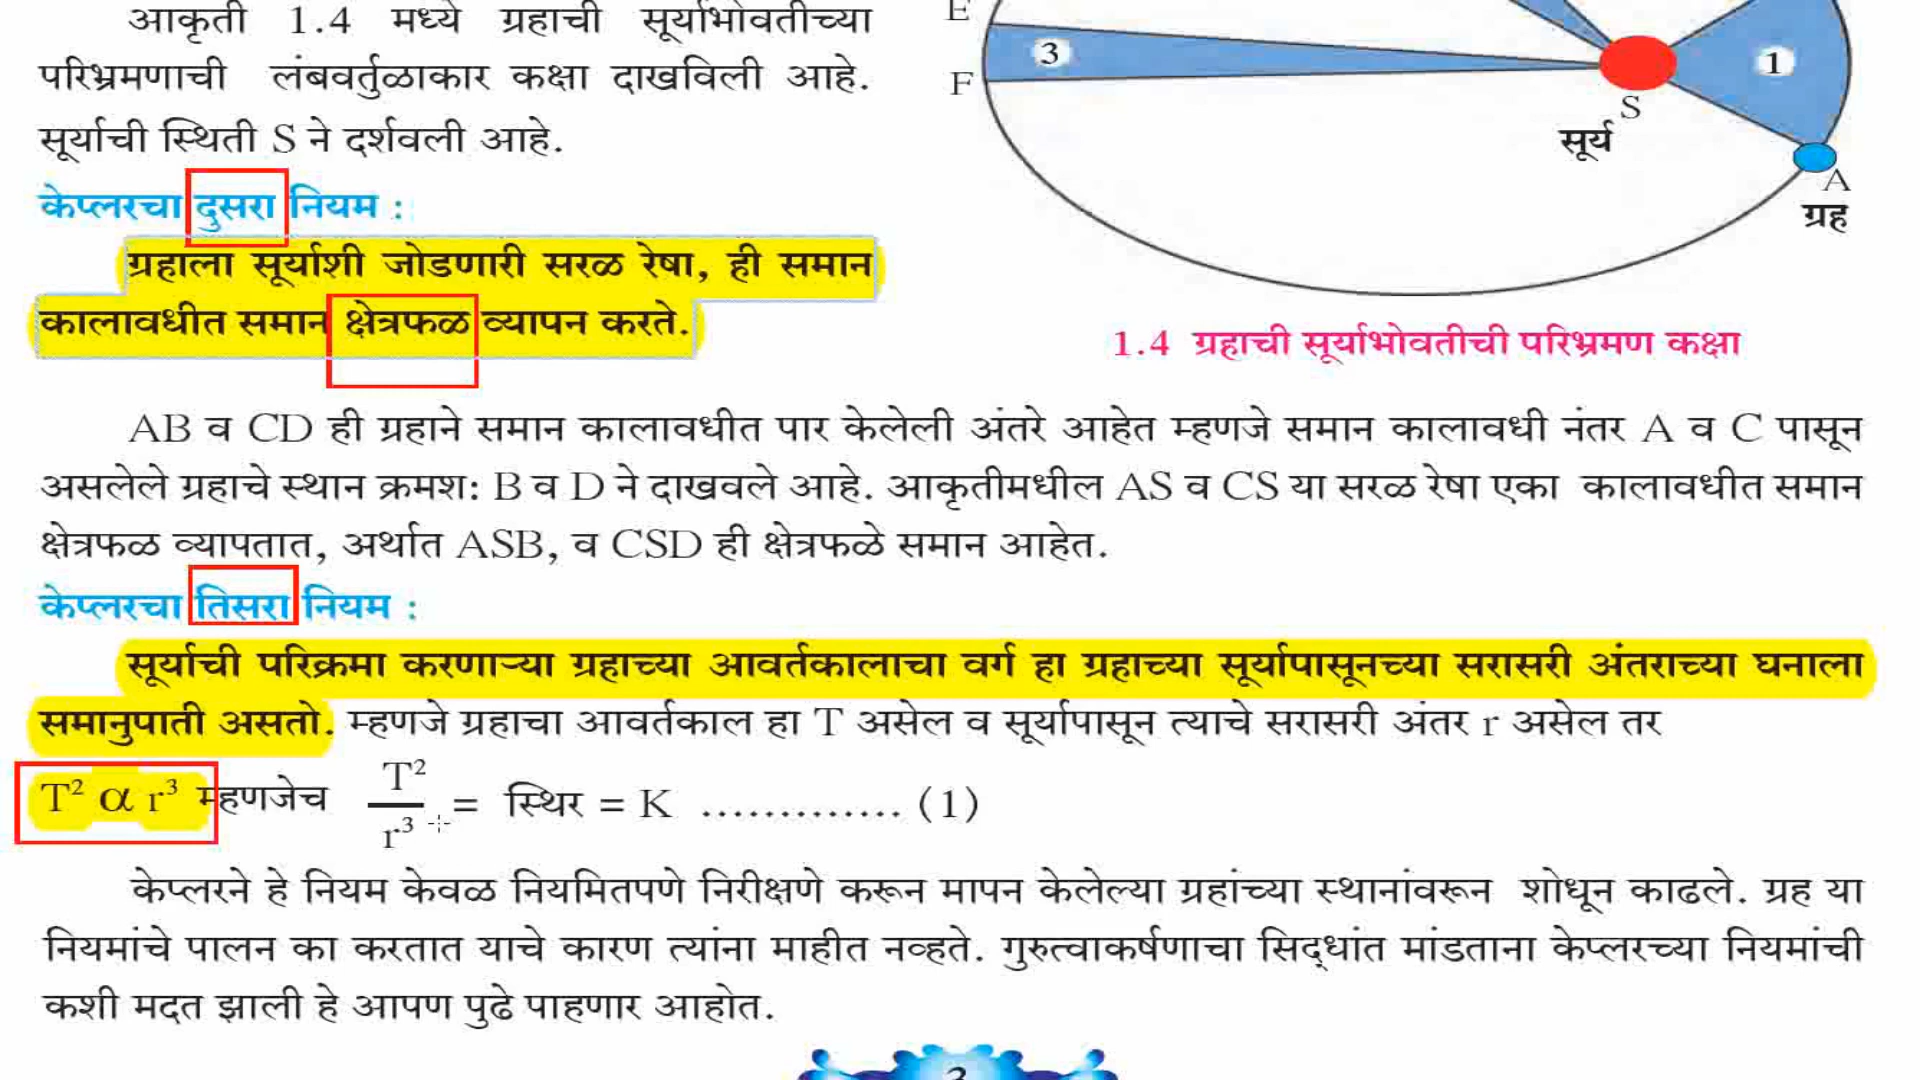 आकृती 1.4 मध्ये ग्रहाची सूर्याभोवतीच्या
परिभ्रमणाची लंबवर्तुळाकार कक्षा दाखविली आहे.
सूर्याची स्थिती S ने दर्शवली आहे.
केप्लरचा दुसरा नियम :
ग्रहाला सूर्याशी जोडणारी सरळ रेषा, ही समान
कालावधीत समान क्षेत्रफळ व्यापन करते.
E
3
F
1
S
सूर्य
A
ग्रह
1.4 ग्रहाची सूर्याभोवतीची परिभ्रमण कक्षा
AB व CD ही ग्रहाने समान कालावधीत पार केलेली अंतरे आहेत म्हणजे समान कालावधी नंतर A व C पासून
असलेले ग्रहाचे स्थान क्रमश: B व D ने दाखवले आहे. आकृतीमधील AS व CS या सरळ रेषा एका कालावधीत समान
क्षेत्रफळ व्यापतात, अर्थात ASB, व CSD ही क्षेत्रफळे समान आहेत.
केप्लरचा तिसरा नियम :
सूर्याची परिक्रमा करणाऱ्या ग्रहाच्या आवर्तकालाचा वर्ग हा ग्रहाच्या सूर्यापासूनच्या सरासरी अंतराच्या घनाला
समानुपाती असतो. म्हणजे ग्रहाचा आवर्तकाल हा T असेल व सूर्यापासून त्याचे सरासरी अंतर r असेल तर
T² α r³ म्हणजेच T²/r³ = स्थिर = K ............. (1)
केप्लरने हे नियम केवळ नियमितपणे निरीक्षणे करून मापन केलेल्या ग्रहांच्या स्थानांवरून शोधून काढले. ग्रह या
नियमांचे पालन का करतात याचे कारण त्यांना माहीत नव्हते. गुरुत्वाकर्षणाचा सिद्धांत मांडताना केप्लरच्या नियमांची
कशी मदत झाली हे आपण पुढे पाहणार आहोत.
3